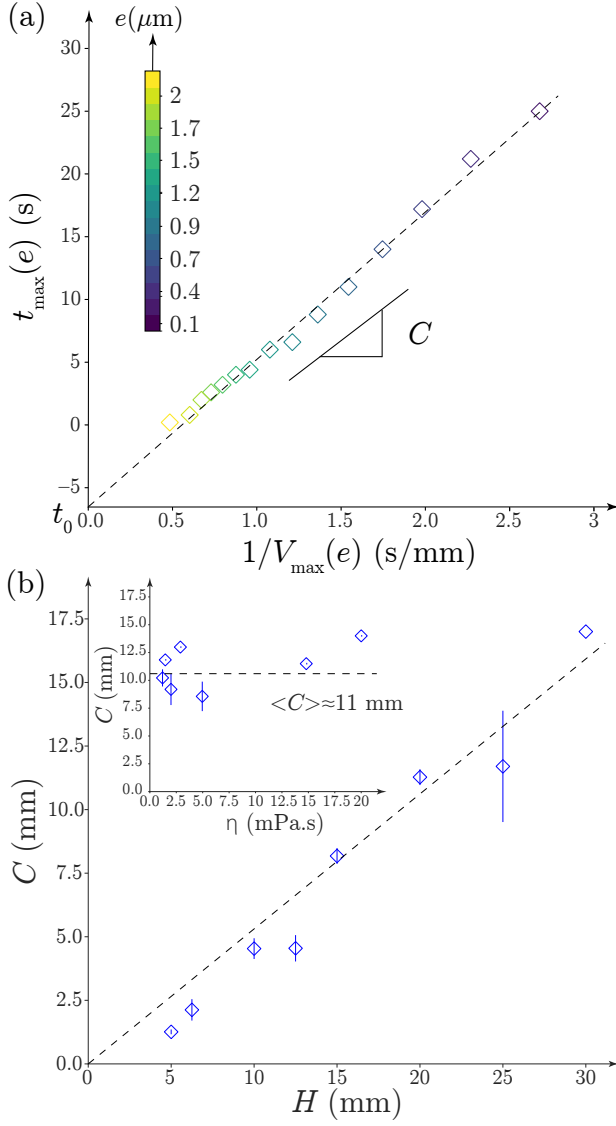 (a)
e(μm)
2
1.7
1.5
1.2
0.9
0.7
0.4
0.1
30
25
20
15
10
5
0
−5
t₀
t_max(e) (s)
C
0.0 0.5 1.0 1.5 2.0 2.5 3
1/V_max(e) (s/mm)
(b)
17.5
15.0
12.5
10.0
7.5
5.0
2.5
0.0
C (mm)
17.5
15.0
12.5
10.0
7.5
5.0
2.5
0.0
C (mm)
<C>≈11 mm
0.0 2.5 5.0 7.5 10 12.5 15 17.5 20
η (mPa.s)
0 5 10 15 20 25 30
H (mm)